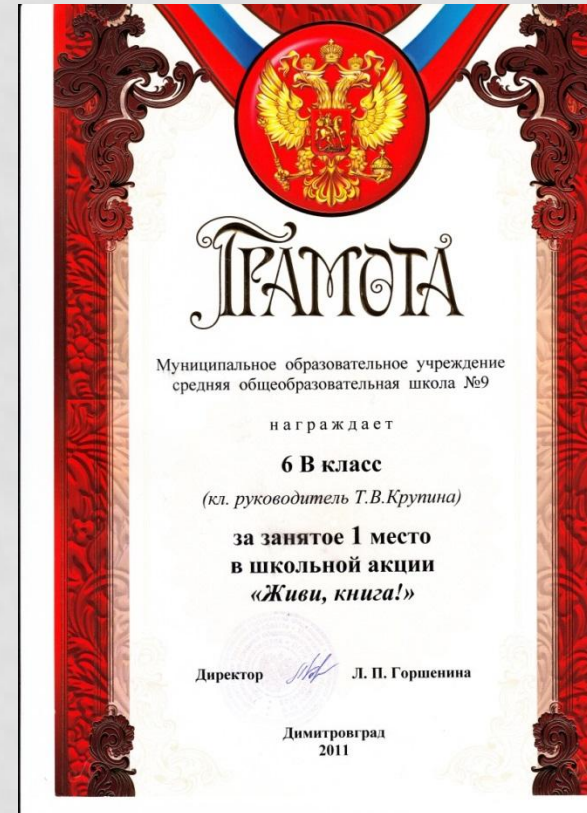 ГРАМОТА
Муниципальное образовательное учреждение
средняя общеобразовательная школа №9
награждает
6 В класс
(кл. руководитель Т.В.Крупина)
за занятое 1 место
в школьной акции
«Живи, книга!»
Директор Л. П. Горшенина
Димитровград
2011